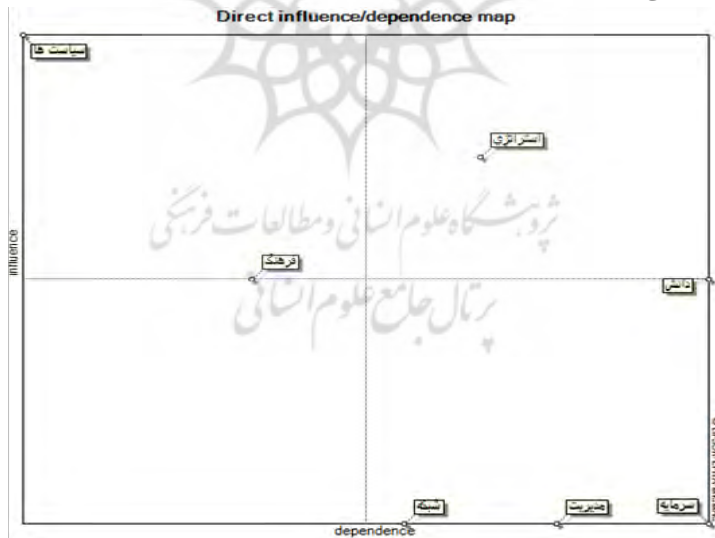 Direct influence/dependence map
سیاست ها
استراتژی
پژوهشگاه علوم انسانی و مطالعات فرهنگی
فرهنگ
influence
دانش
پرتال جامع علوم انسانی
شبکه
مدیریت
سرمایه
dependence